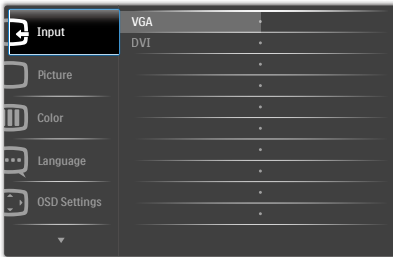 Input
VGA
DVI
Picture
Color
Language
OSD Settings